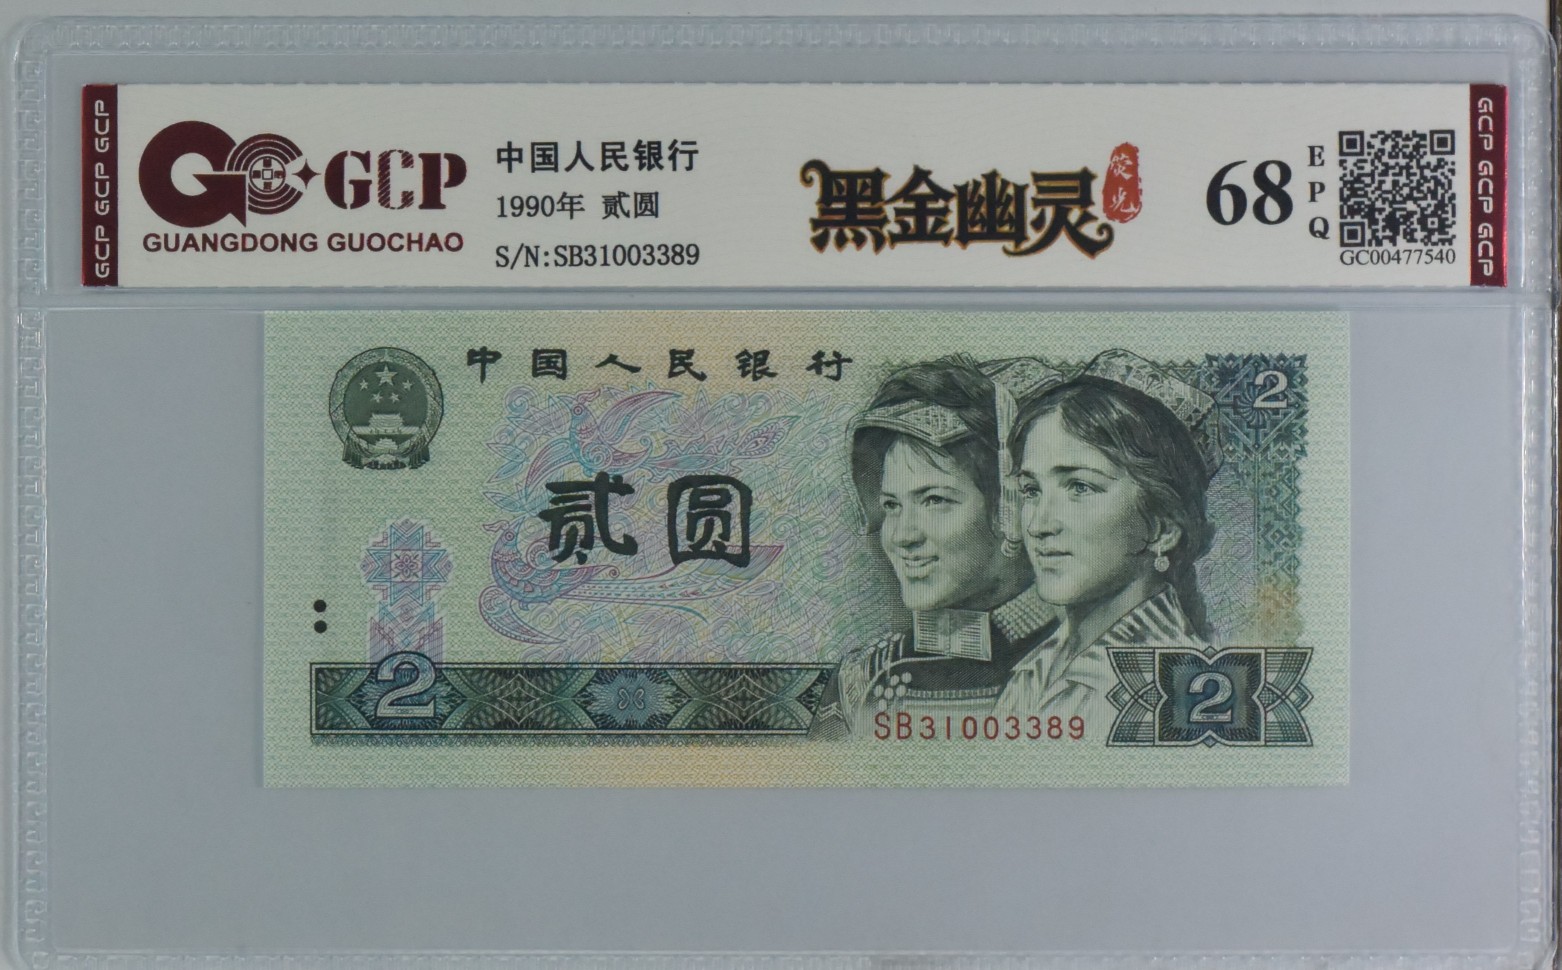 GCP GCP GCP
GCP
GUANGDONG GUOCHAO
中国人民银行
1990年 贰圆
S/N:SB31003389
黑金幽灵
荧光
68
EPQ
GC00477540
GCP GCP GCP
中国人民银行
2
贰圆
2
SB31003389
2